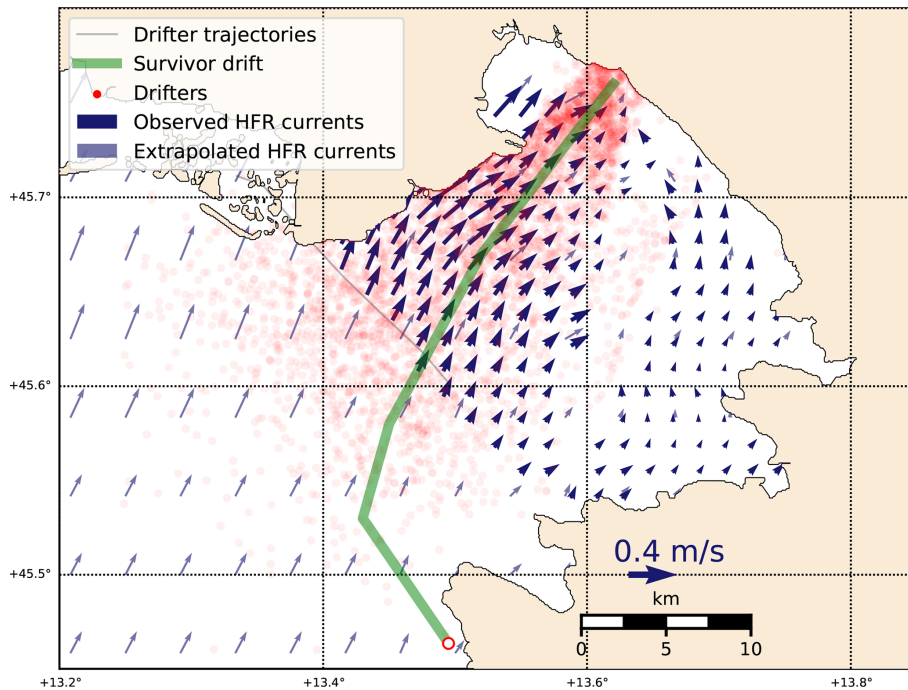 Drifter trajectories
Survivor drift
Drifters
Observed HFR currents
Extrapolated HFR currents
+45.7°
+45.6°
+45.5°
0.4 m/s
km
0 5 10
+13.2° +13.4° +13.6° +13.8°